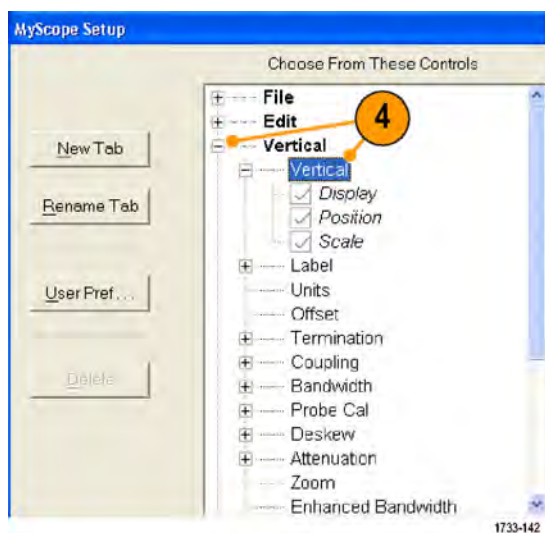 MyScope Setup
Choose From These Controls
File
Edit
4
New Tab
Vertical
Vertical
Display
Rename Tab
Position
Scale
Label
User Pref...
Units
Offset
Termination
Delete
Coupling
Bandwidth
Probe Cal
Deskew
Attenuation
Zoom
Enhanced Bandwidth
1733-142